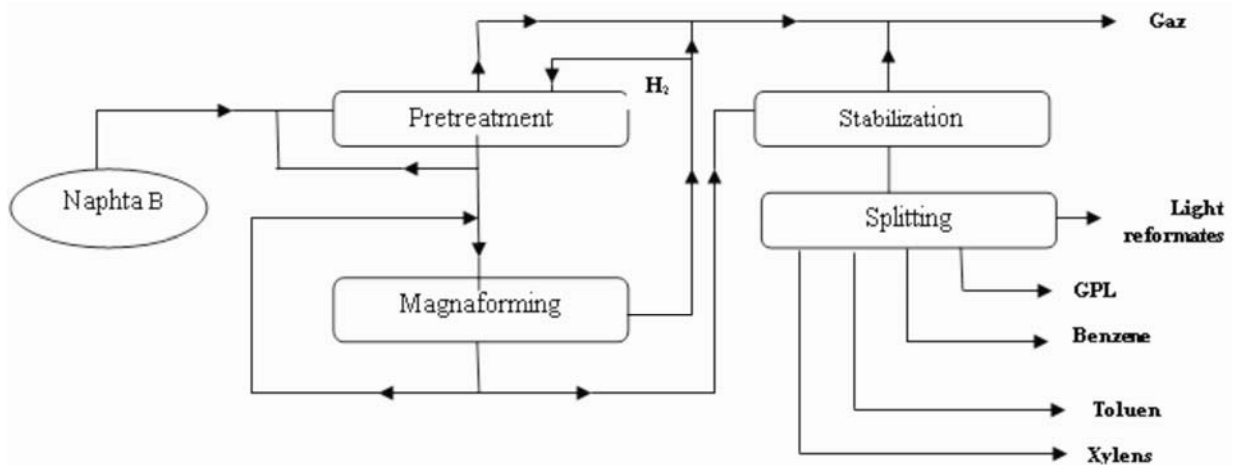 Gaz
H₂
Pretreatment
Stabilization
Naphta B
Splitting
Light
reformates
Magnaforming
GPL
Benzene
Toluen
Xylens